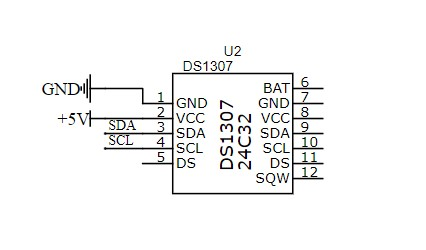 U2
DS1307
GND
+5V
SDA
SCL
1 GND
2 VCC
3 SDA
4 SCL
5 DS
DS1307
24C32
BAT 6
GND 7
VCC 8
SDA 9
SCL 10
DS 11
SQW 12